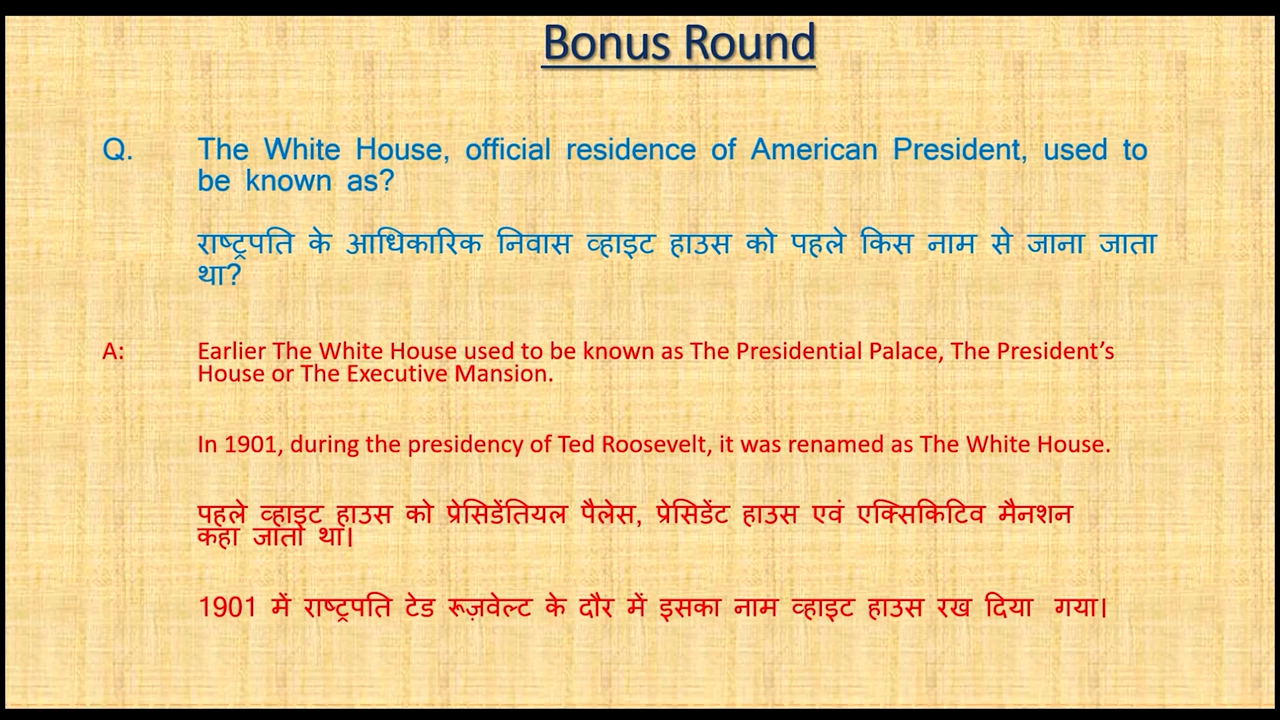 Bonus Round
Q. The White House, official residence of American President, used to
be known as?
राष्ट्रपति के आधिकारिक निवास व्हाइट हाउस को पहले किस नाम से जाना जाता
था?
A: Earlier The White House used to be known as The Presidential Palace, The President’s
House or The Executive Mansion.
In 1901, during the presidency of Ted Roosevelt, it was renamed as The White House.
पहले व्हाइट हाउस को प्रेसिडेंतियल पैलेस, प्रेसिडेंट हाउस एवं एक्सिकिटिव मैनशन
कहा जाता था।
1901 में राष्ट्रपति टेड रूज़वेल्ट के दौर में इसका नाम व्हाइट हाउस रख दिया गया।